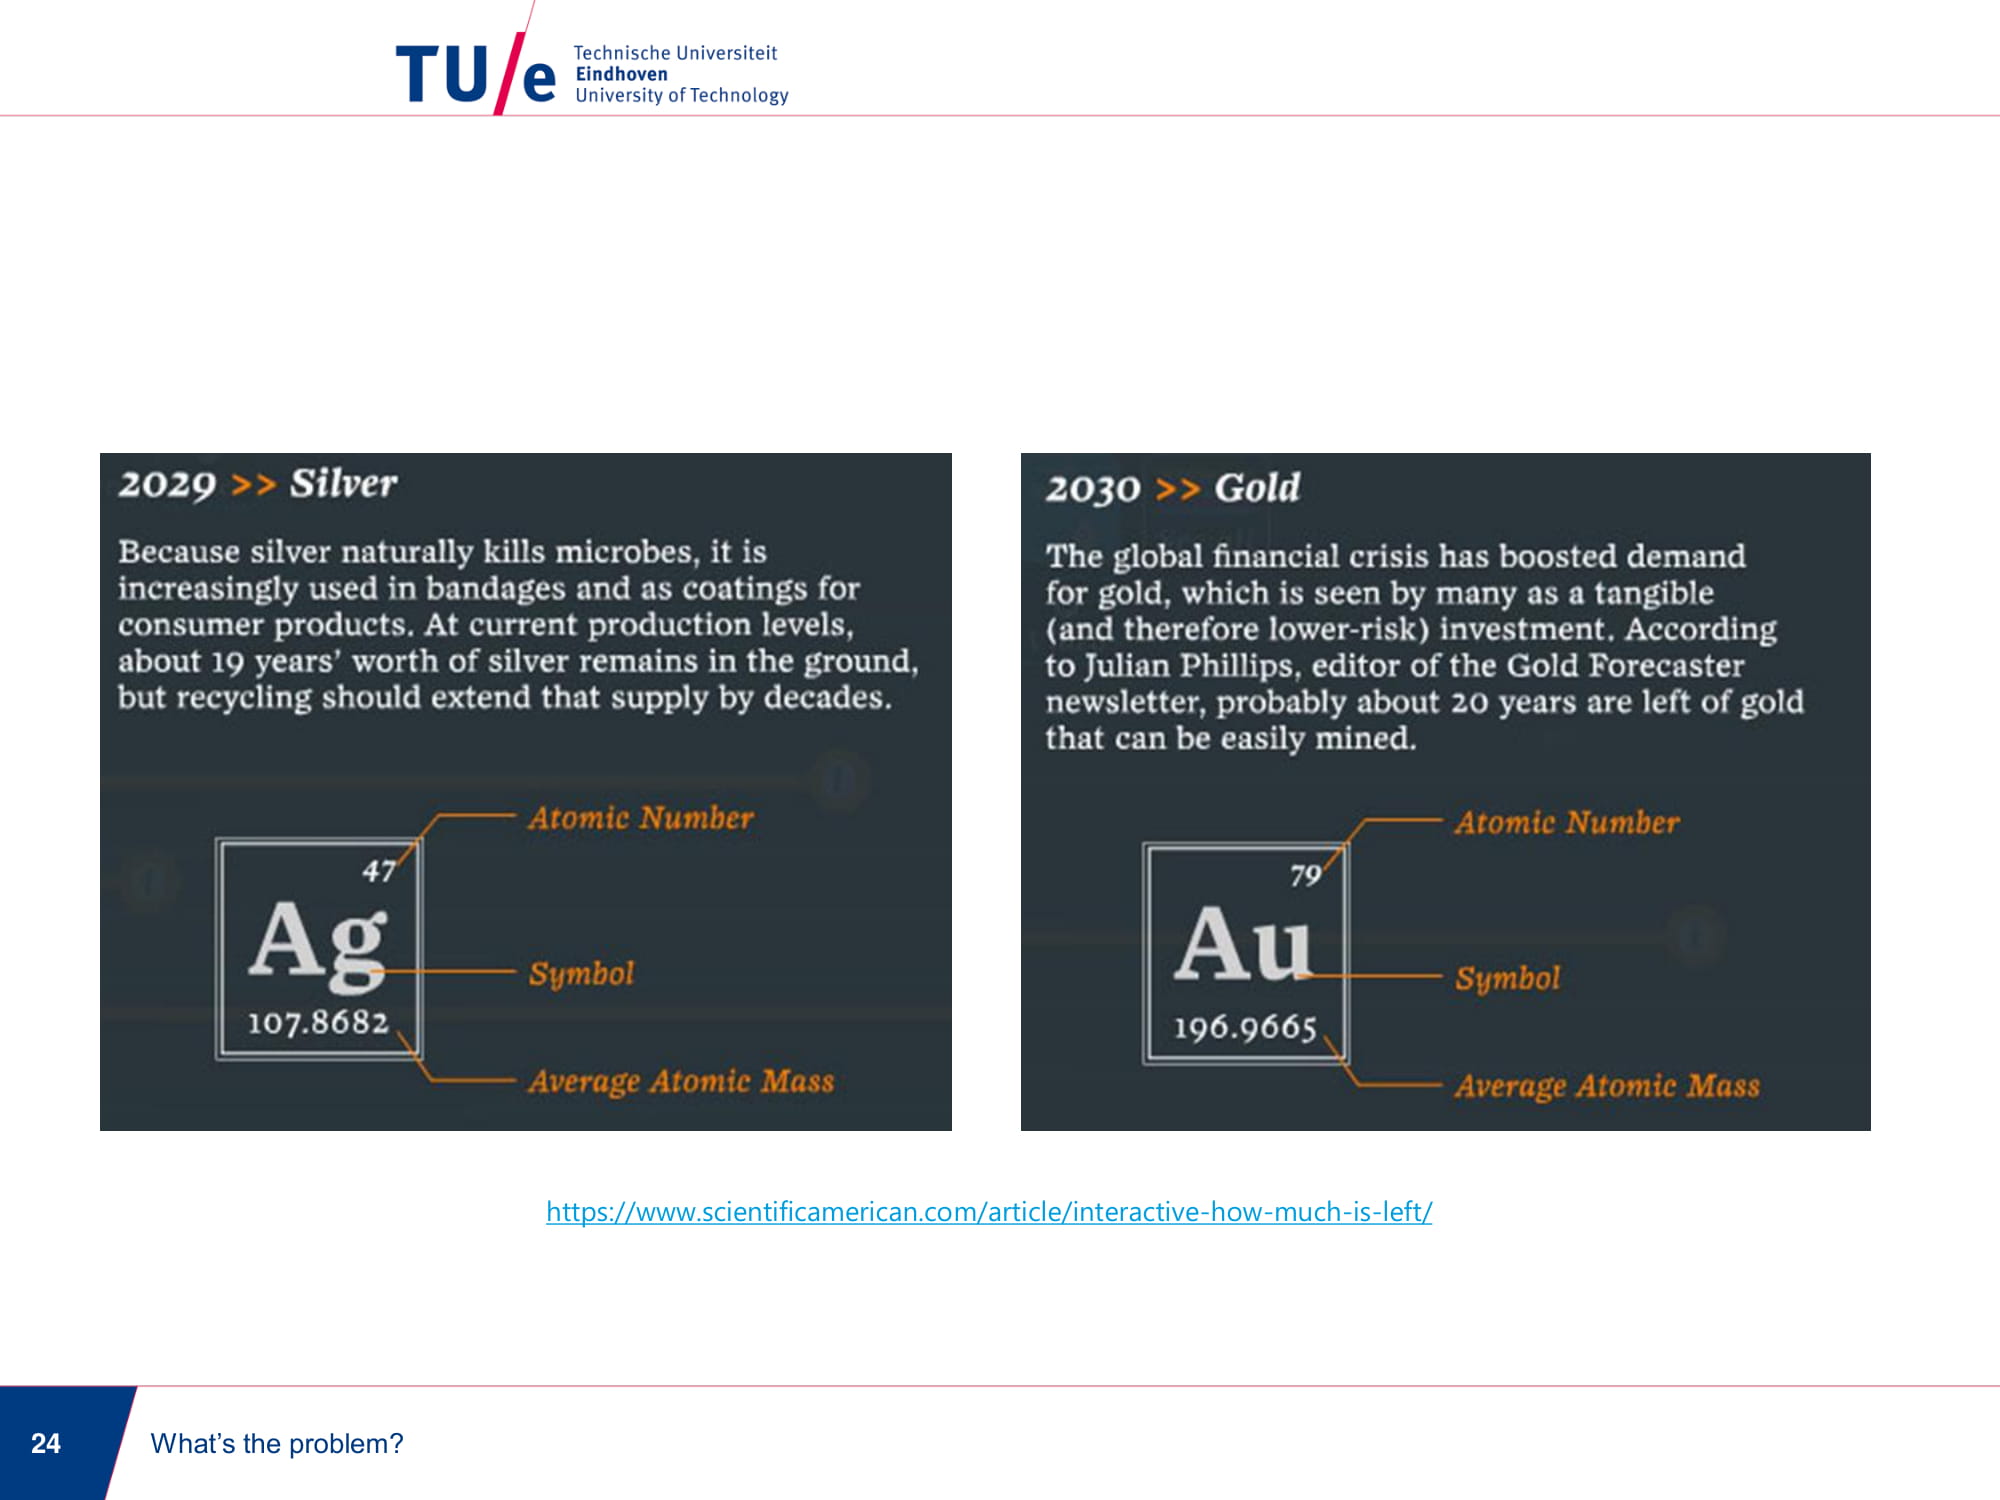 TU/e
Technische Universiteit
Eindhoven
University of Technology
2029 >> Silver
Because silver naturally kills microbes, it is
increasingly used in bandages and as coatings for
consumer products. At current production levels,
about 19 years’ worth of silver remains in the ground,
but recycling should extend that supply by decades.
Atomic Number
47
Ag
Symbol
107.8682
Average Atomic Mass
2030 >> Gold
The global financial crisis has boosted demand
for gold, which is seen by many as a tangible
(and therefore lower-risk) investment. According
to Julian Phillips, editor of the Gold Forecaster
newsletter, probably about 20 years are left of gold
that can be easily mined.
Atomic Number
79
Au
Symbol
196.9665
Average Atomic Mass
https://www.scientificamerican.com/article/interactive-how-much-is-left/
24
What’s the problem?